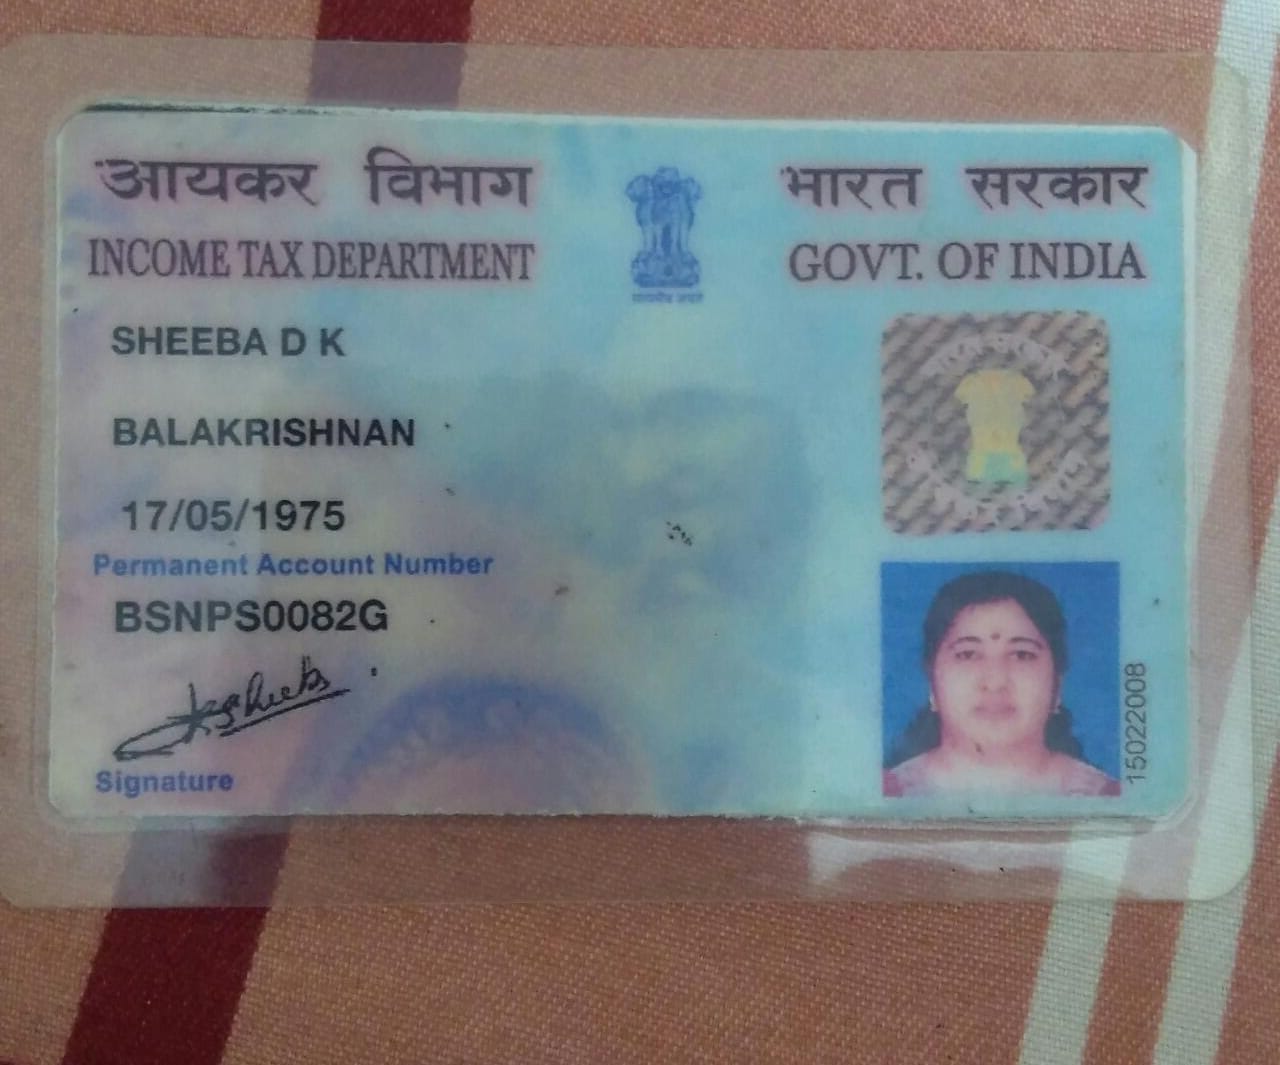 आयकर विभाग
INCOME TAX DEPARTMENT
भारत सरकार
GOVT. OF INDIA
सत्यमेव जयते
SHEEBA D K
BALAKRISHNAN
17/05/1975
Permanent Account Number
BSNPS0082G
Signature
15022008